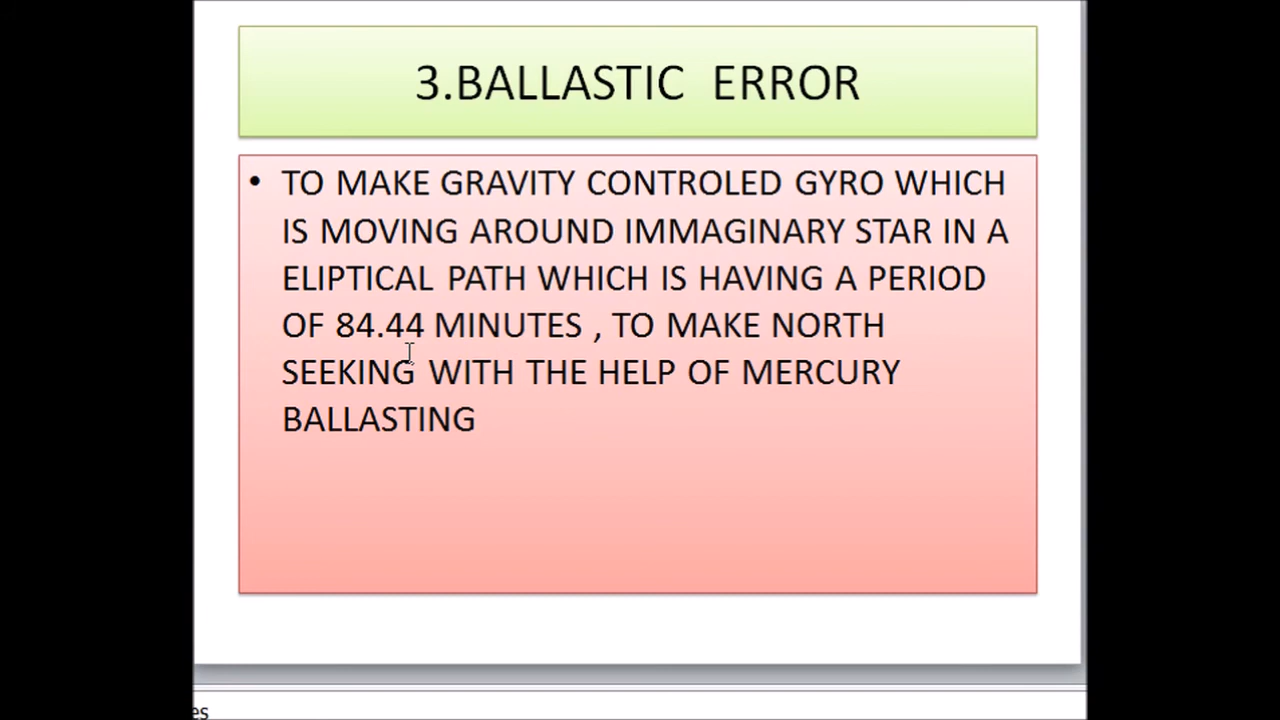 3.BALLASTIC ERROR
• TO MAKE GRAVITY CONTROLED GYRO WHICH
IS MOVING AROUND IMMAGINARY STAR IN A
ELIPTICAL PATH WHICH IS HAVING A PERIOD
OF 84.44 MINUTES , TO MAKE NORTH
SEEKING WITH THE HELP OF MERCURY
BALLASTING
es